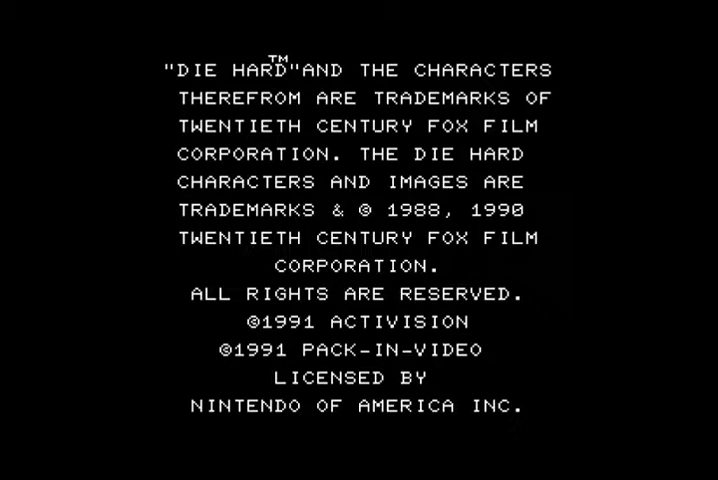 "DIE HARD™"AND THE CHARACTERS
THEREFROM ARE TRADEMARKS OF
TWENTIETH CENTURY FOX FILM
CORPORATION. THE DIE HARD
CHARACTERS AND IMAGES ARE
TRADEMARKS & © 1988, 1990
TWENTIETH CENTURY FOX FILM
CORPORATION.
ALL RIGHTS ARE RESERVED.
©1991 ACTIVISION
©1991 PACK-IN-VIDEO
LICENSED BY
NINTENDO OF AMERICA INC.